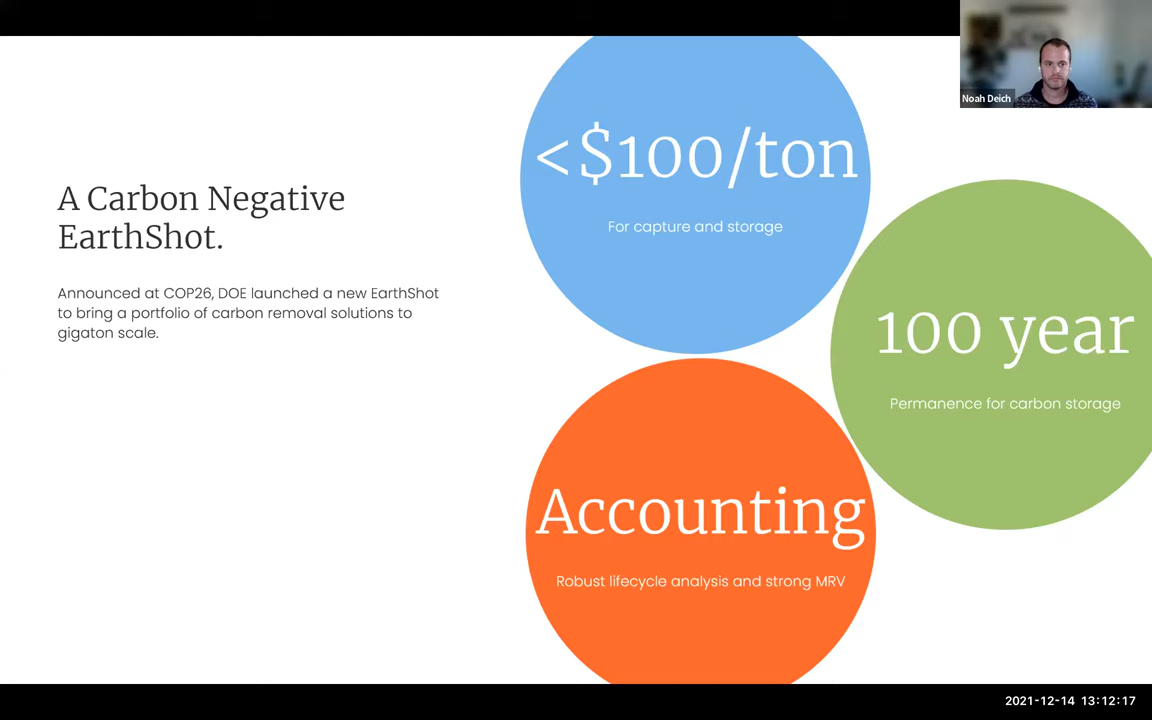 Noah Deich
A Carbon Negative
EarthShot.
Announced at COP26, DOE launched a new EarthShot
to bring a portfolio of carbon removal solutions to
gigaton scale.
<$100/ton
For capture and storage
100 year
Permanence for carbon storage
Accounting
Robust lifecycle analysis and strong MRV
2021-12-14 13:12:17